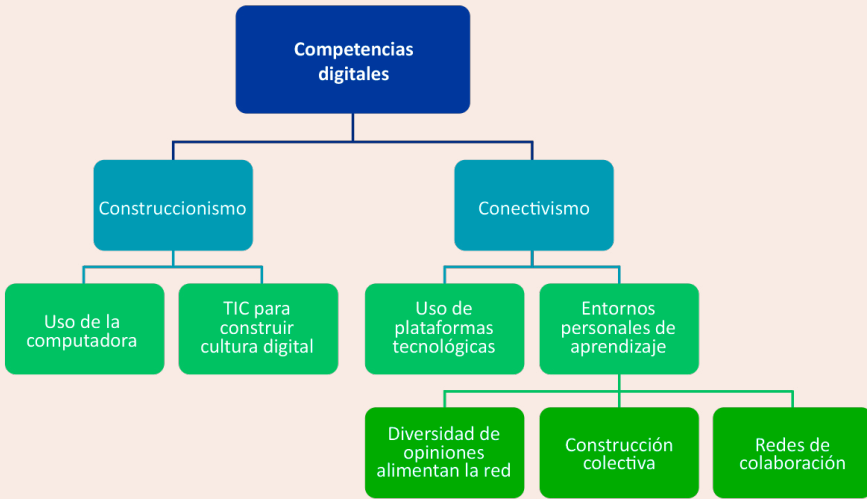 Competencias
digitales
Construccionismo
Conectivismo
Uso de la
computadora
TIC para
construir
cultura digital
Uso de
plataformas
tecnológicas
Entornos
personales de
aprendizaje
Diversidad de
opiniones
alimentan la red
Construcción
colectiva
Redes de
colaboración